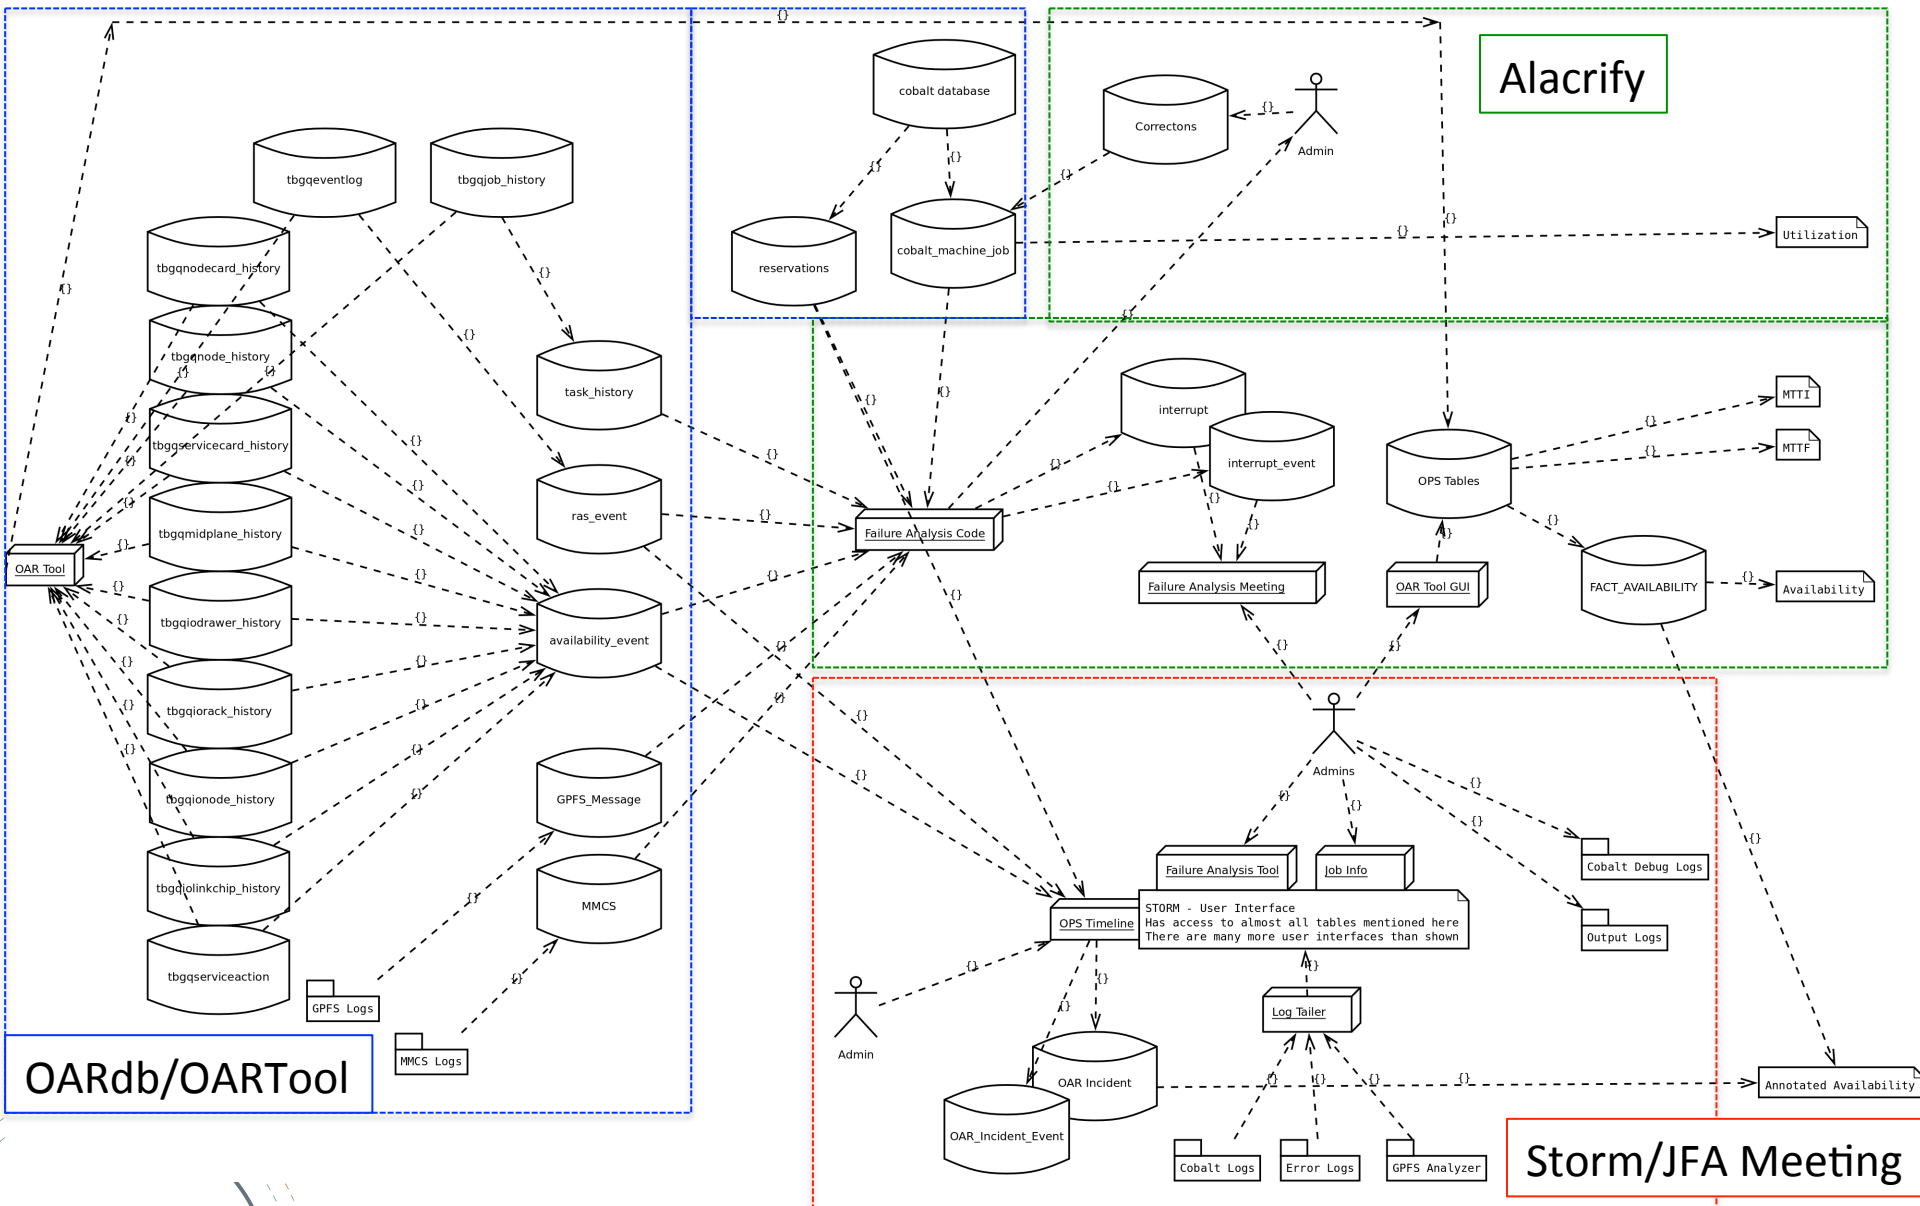 {}
Alacrify
cobalt database
Correctons
{}
Admin
tbgqeventlog
tbgqjob_history
{}
{}
{}
{}
Utilization
tbgqnodecard_history
reservations
cobalt_machine_job
{}
{}
{}
{}
{}
{}
tbgqnode_history
{}
{}
task_history
{}
{}
interrupt
MTTI
{}
{}
tbgqservicecard_history
{}
{}
{}
{}
interrupt_event
{}
MTTF
{}
OPS Tables
{}
{}
{}
{}
{}
ras_event
{}
{}
{}
{}
tbgqmidplane_history
{}
Failure Analysis Code
{}
{}
OAR Tool
{}
{}
{}
Failure Analysis Meeting
OAR Tool GUI
FACT_AVAILABILITY
{}
Availability
{}
tbgqiodrawer_history
{}
{}
availability_event
{}
{}
{}
{}
{}
{}
tbgqiorack_history
{}
{}
{}
{}
{}
{}
Admins
{}
tbgqionode_history
{}
GPFS_Message
{}
{}
{}
{}
{}
tbgqiolinkchip_history
{}
MMCS
Failure Analysis Tool
Job Info
Cobalt Debug Logs
OPS Timeline
STORM - User Interface
Has access to almost all tables mentioned here
There are many more user interfaces than shown
Output Logs
tbgqserviceaction
{}
{}
{}
{}
GPFS Logs
{}
Log Tailer
MMCS Logs
Admin
OARdb/OARTool
OAR Incident
{}
{}
{}
{}
Annotated Availability
OAR_Incident_Event
Cobalt Logs
Error Logs
GPFS Analyzer
Storm/JFA Meeting